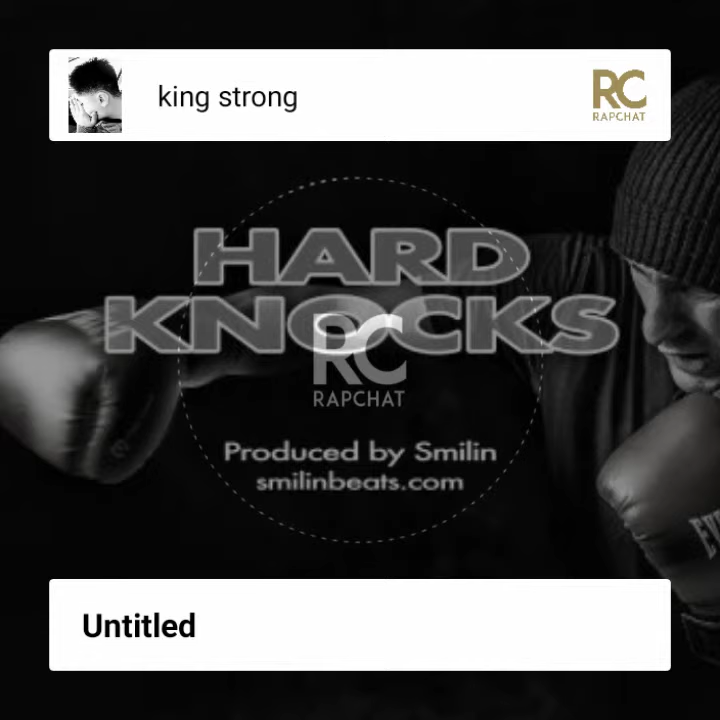 king strong
RC
RAPCHAT
HARD
KNOCKS
RC
RAPCHAT
Produced by Smilin
smilinbeats.com
Untitled